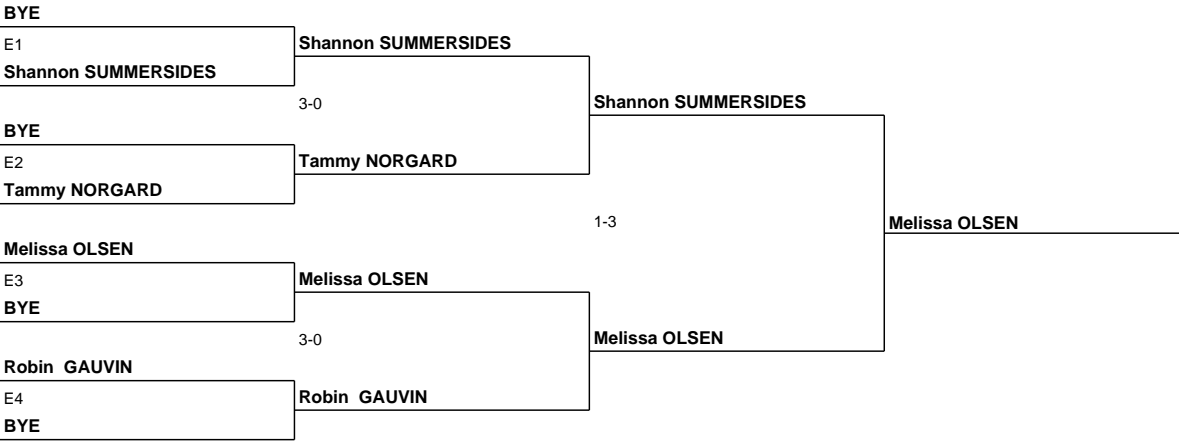 BYE
E1
Shannon SUMMERSIDES
Shannon SUMMERSIDES
3-0
Shannon SUMMERSIDES
BYE
E2
Tammy NORGARD
Tammy NORGARD
1-3
Melissa OLSEN
Melissa OLSEN
E3
Melissa OLSEN
BYE
3-0
Melissa OLSEN
Robin GAUVIN
E4
Robin GAUVIN
BYE